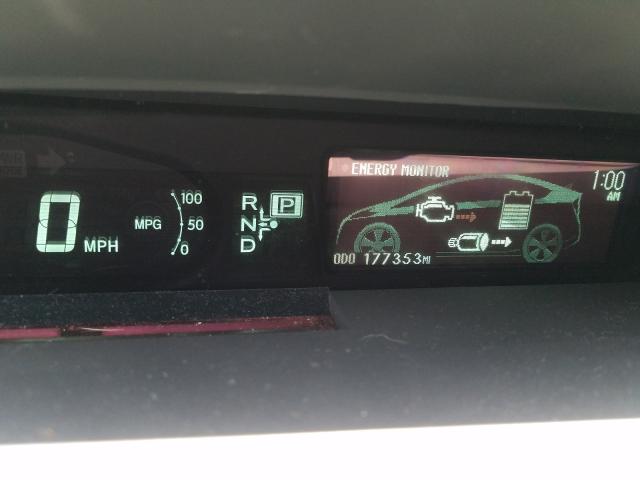 ENERGY MONITOR
1:00
AM
0 MPH
MPG
100
50
0
R
N
D
P
ODO 177353 MI